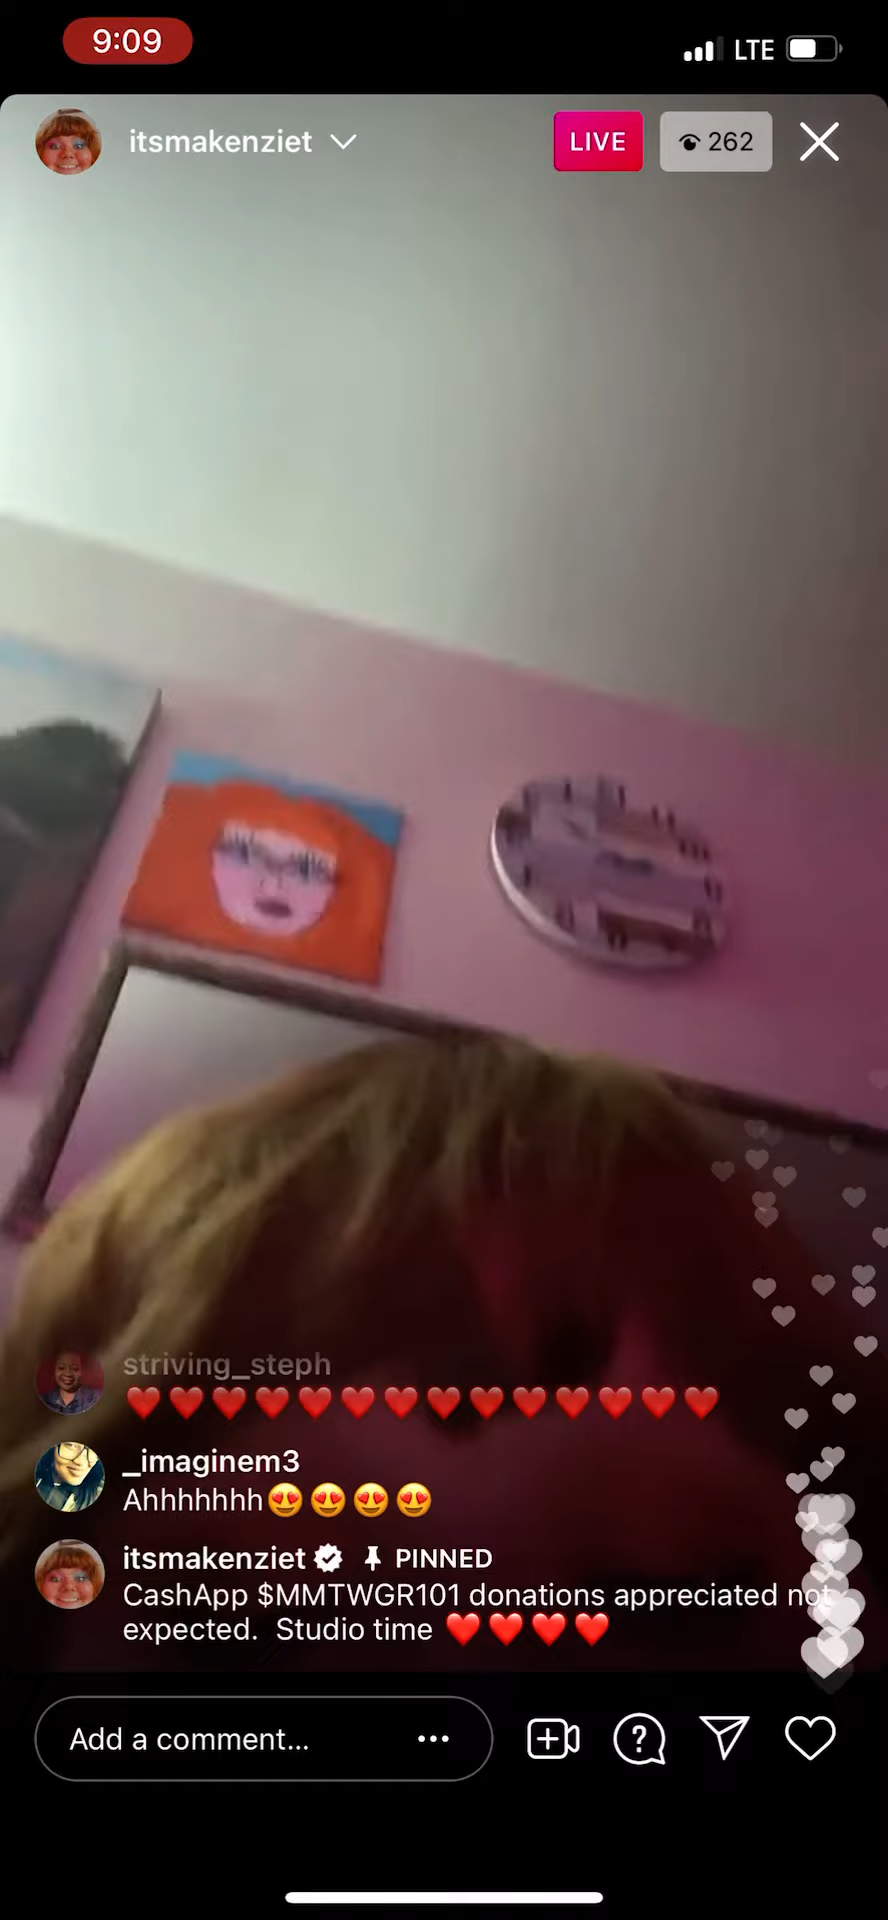 9:09
LTE
itsmakenziet
LIVE
262
striving_steph
❤️❤️❤️❤️❤️❤️❤️❤️❤️❤️❤️❤️❤️❤️
_imaginem3
Ahhhhhhh😍😍😍😍
itsmakenziet PINNED
CashApp $MMTWGR101 donations appreciated not
expected.  Studio time ❤️❤️❤️❤️
Add a comment...